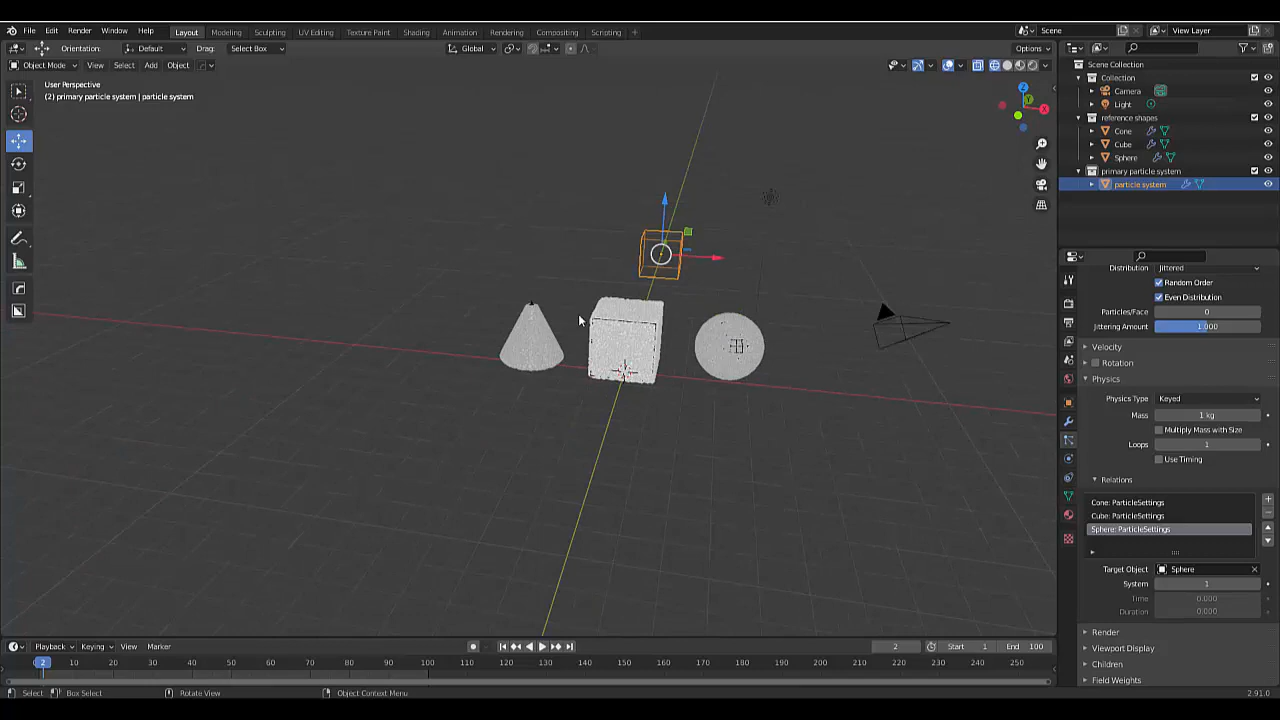 File Edit Render Window Help Layout Modeling Sculpting UV Editing Texture Paint Shading Animation Rendering Compositing Scripting + Scene View Layer
Orientation: Default Drag: Select Box Global Options
Object Mode View Select Add Object
User Perspective
(2) primary particle system | particle system
Z
Y
X
Scene Collection
Collection
Camera
Light
reference shapes
Cone
Cube
Sphere
primary particle system
particle system
Distribution Jittered
Random Order
Even Distribution
Particles/Face 0
Jittering Amount 1.000
Velocity
Rotation
Physics
Physics Type Keyed
Mass 1 kg
Multiply Mass with Size
Loops 1
Use Timing
Relations
Cone: ParticleSettings
Cube: ParticleSettings
Sphere: ParticleSettings
Target Object Sphere
System 1
Time 0.000
Duration 0.000
Render
Viewport Display
Children
Field Weights
Playback Keying View Marker 2 Start 1 End 100
2 10 20 30 40 50 60 70 80 90 100 110 120 130 140 150 160 170 180 190 200 210 220 230 240 250
Select Box Select Rotate View Object Context Menu 2.91.0